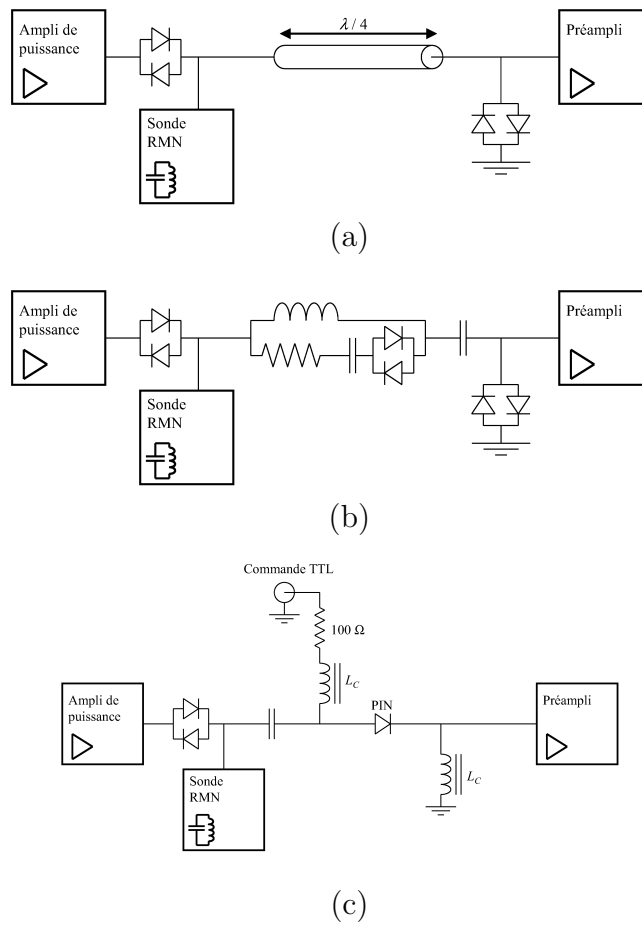 Ampli de
puissance
λ / 4
Préampli
Sonde
RMN
(a)
Ampli de
puissance
Préampli
Sonde
RMN
(b)
Commande TTL
100 Ω
L_C
PIN
Ampli de
puissance
Préampli
L_C
Sonde
RMN
(c)